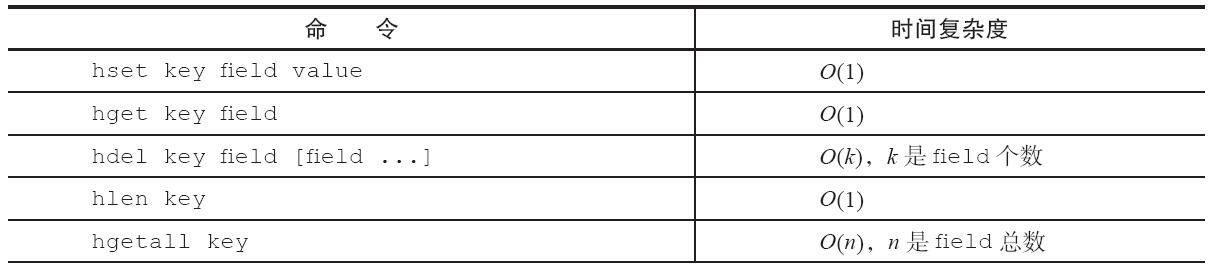 命 令 时间复杂度
hset key field value O(1)
hget key field O(1)
hdel key field [field ...] O(k)，k 是 field 个数
hlen key O(1)
hgetall key O(n)，n 是 field 总数